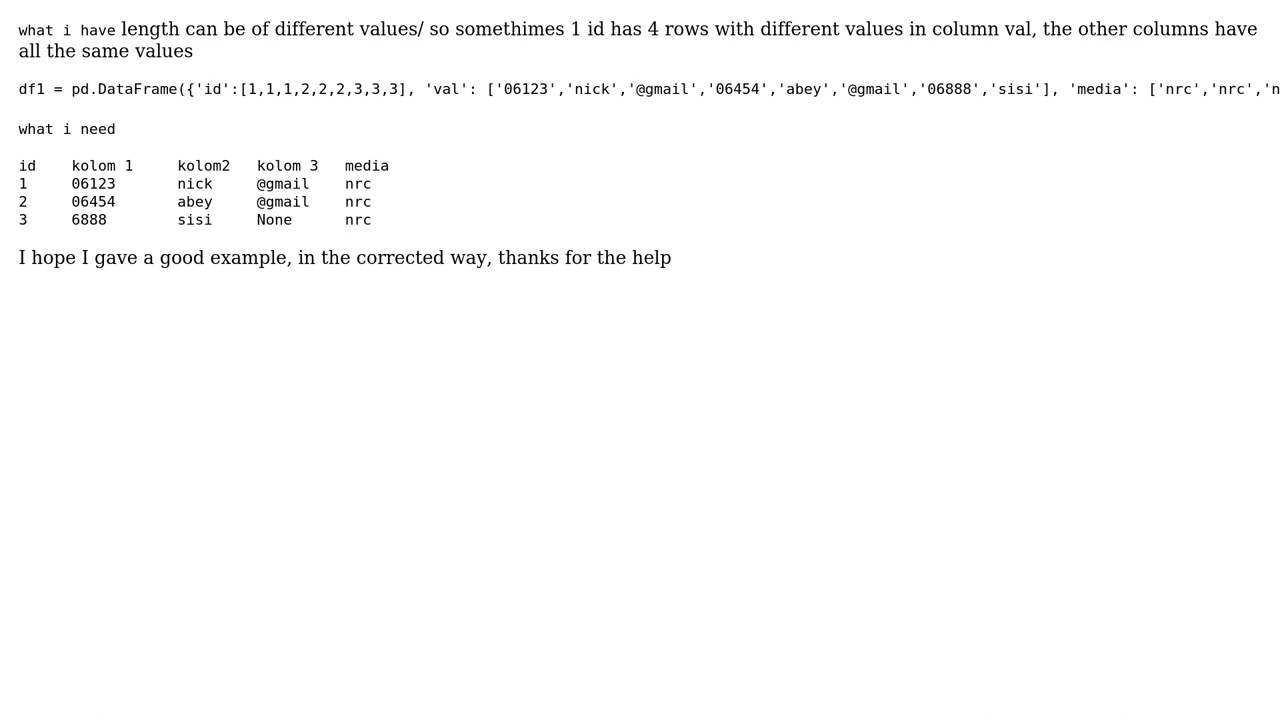 what i have length can be of different values/ so somethimes 1 id has 4 rows with different values in column val, the other columns have
all the same values
df1 = pd.DataFrame({'id':[1,1,1,2,2,2,3,3,3], 'val': ['06123','nick','@gmail','06454','abey','@gmail','06888','sisi'], 'media': ['nrc','nrc','n
what i need
id    kolom 1     kolom2   kolom 3   media
1     06123       nick     @gmail    nrc
2     06454       abey     @gmail    nrc
3     6888        sisi     None      nrc
I hope I gave a good example, in the corrected way, thanks for the help